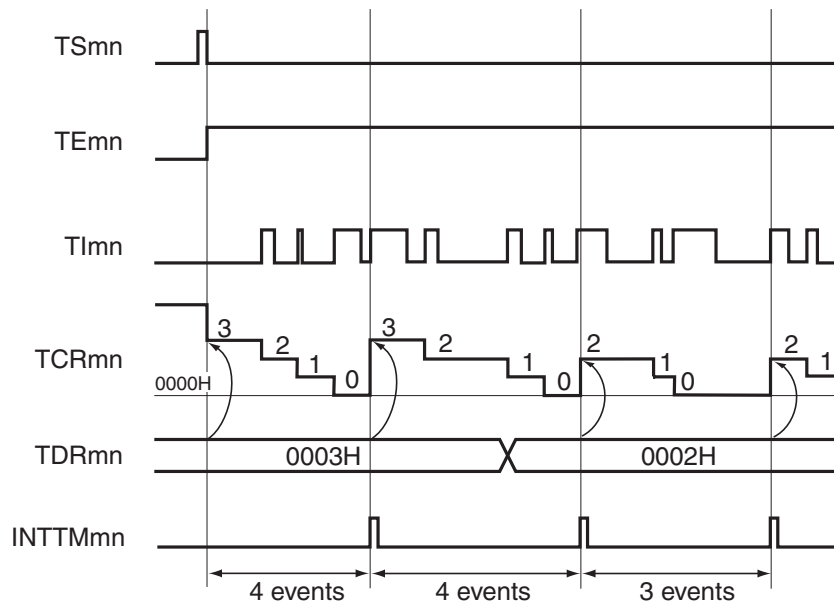 TSmn
TEmn
TImn
TCRmn
3 2 1 0 3 2 1 0 2 1 0 2 1
0000H
TDRmn
0003H 0002H
INTTMmn
4 events 4 events 3 events